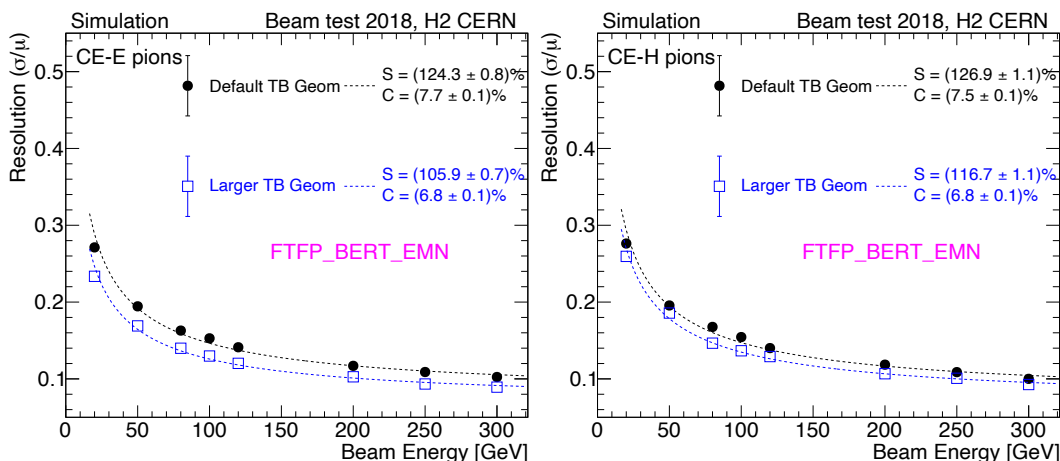 Simulation Beam test 2018, H2 CERN
Resolution (σ/μ)
CE-E pions
Default TB Geom
S = (124.3 ± 0.8)%
C = (7.7 ± 0.1)%
Larger TB Geom
S = (105.9 ± 0.7)%
C = (6.8 ± 0.1)%
FTFP_BERT_EMN
0.5
0.4
0.3
0.2
0.1
0 50 100 150 200 250 300
Beam Energy [GeV]
Simulation Beam test 2018, H2 CERN
Resolution (σ/μ)
CE-H pions
Default TB Geom
S = (126.9 ± 1.1)%
C = (7.5 ± 0.1)%
Larger TB Geom
S = (116.7 ± 1.1)%
C = (6.8 ± 0.1)%
FTFP_BERT_EMN
0.5
0.4
0.3
0.2
0.1
0 50 100 150 200 250 300
Beam Energy [GeV]